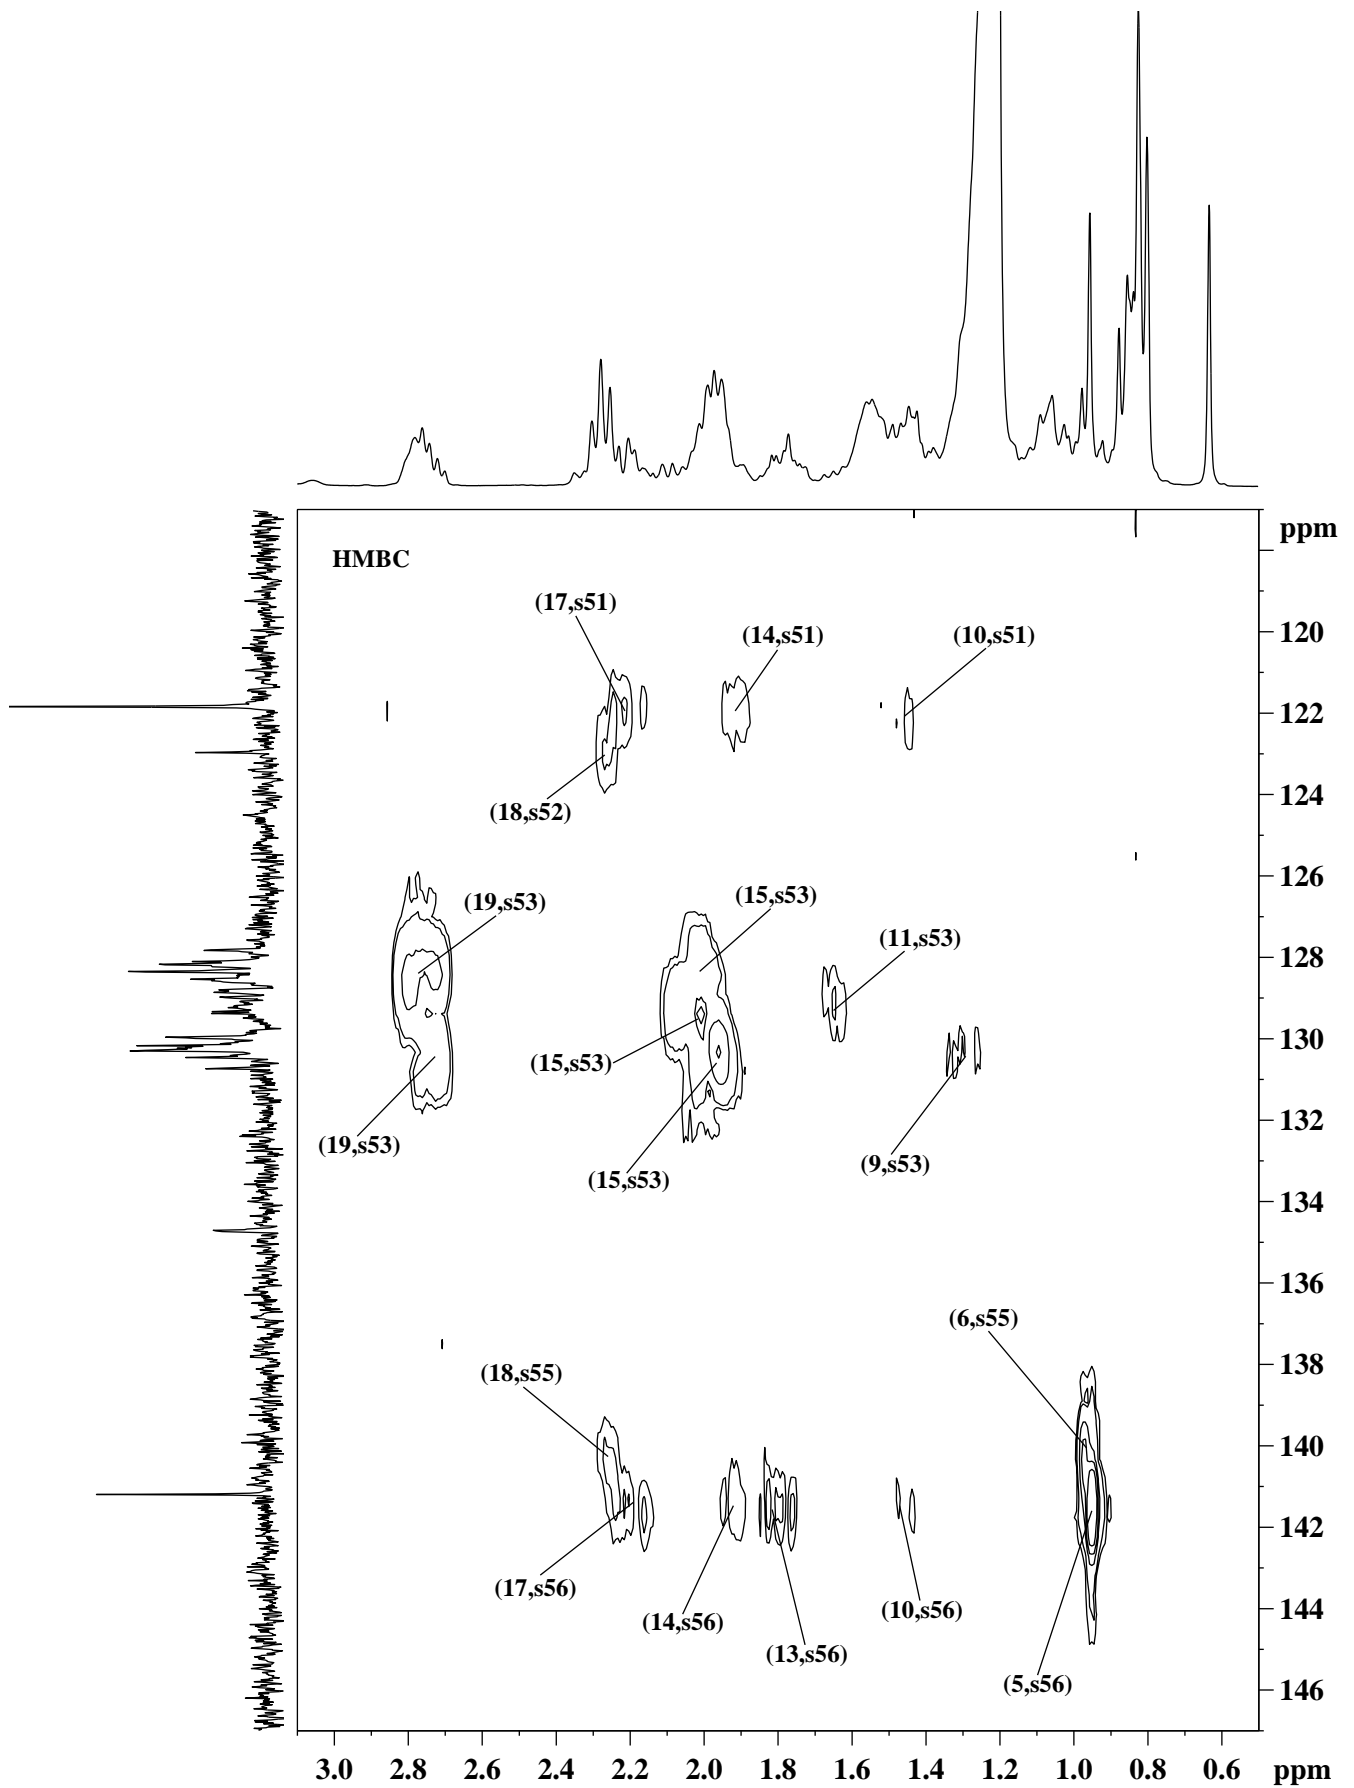 ppm
HMBC
(17,s51)
120
(14,s51)
(10,s51)
122
124
(18,s52)
126
(19,s53)
(15,s53)
(11,s53)
128
130
(15,s53)
132
(19,s53)
(9,s53)
(15,s53)
134
136
(6,s55)
138
(18,s55)
140
142
(17,s56)
144
(10,s56)
(14,s56)
(13,s56)
(5,s56)
146
3.0 2.8 2.6 2.4 2.2 2.0 1.8 1.6 1.4 1.2 1.0 0.8 0.6 ppm